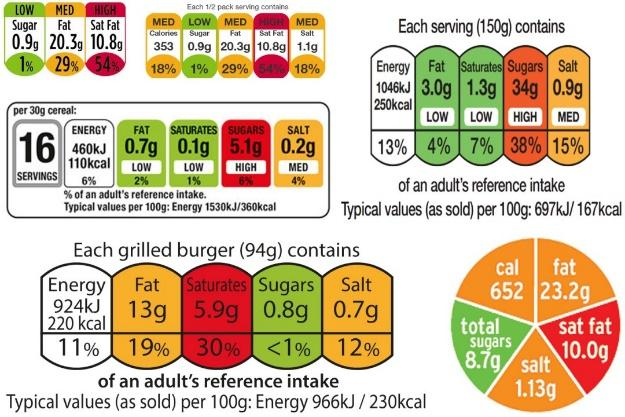 LOW MED HIGH
Sugar Fat Sat Fat
0.9g 20.3g 10.8g
1% 29% 54%
Each 1/2 pack serving contains
MED LOW MED HIGH MED
Calories Sugar Fat Sat Fat Salt
353 0.9g 20.3g 10.8g 1.1g
18% 1% 29% 54% 18%
Each serving (150g) contains
Energy Fat Saturates Sugars Salt
1046kJ 3.0g 1.3g 34g 0.9g
250kcal LOW LOW HIGH MED
13% 4% 7% 38% 15%
of an adult's reference intake
Typical values (as sold) per 100g: 697kJ/ 167kcal
per 30g cereal:
16
SERVINGS
ENERGY FAT SATURATES SUGARS SALT
460kJ 0.7g 0.1g 5.1g 0.2g
110kcal LOW LOW HIGH MED
6% 2% 1% 6% 4%
% of an adult's reference intake.
Typical values per 100g: Energy 1530kJ/360kcal
Each grilled burger (94g) contains
Energy Fat Saturates Sugars Salt
924kJ 13g 5.9g 0.8g 0.7g
220 kcal
11% 19% 30% <1% 12%
of an adult's reference intake
Typical values (as sold) per 100g: Energy 966kJ / 230kcal
cal
652
fat
23.2g
total
sugars
8.7g
sat fat
10.0g
salt
1.13g